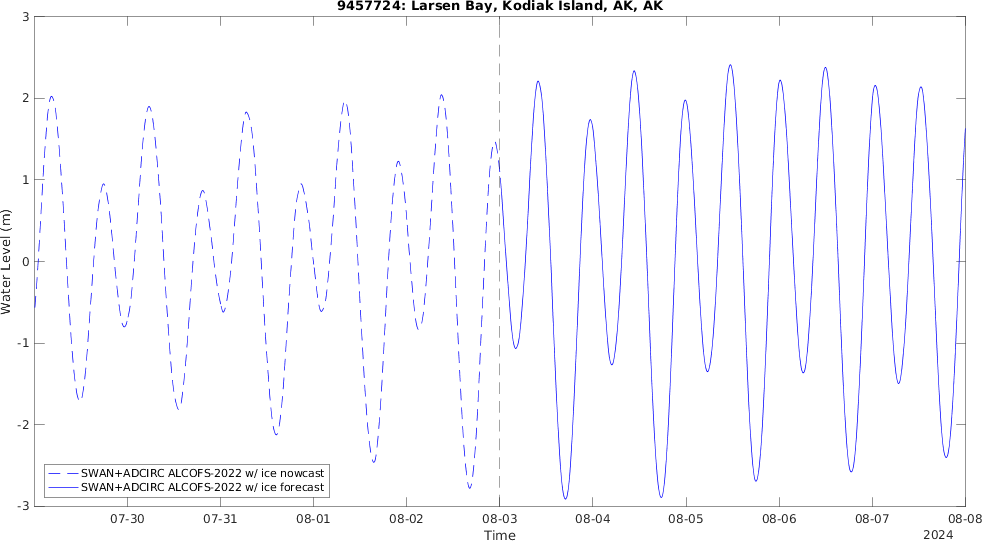 9457724: Larsen Bay, Kodiak Island, AK, AK
3
2
1
0
-1
-2
-3
Water Level (m)
SWAN+ADCIRC ALCOFS-2022 w/ ice nowcast
SWAN+ADCIRC ALCOFS-2022 w/ ice forecast
07-30 07-31 08-01 08-02 08-03 08-04 08-05 08-06 08-07 08-08
Time
2024